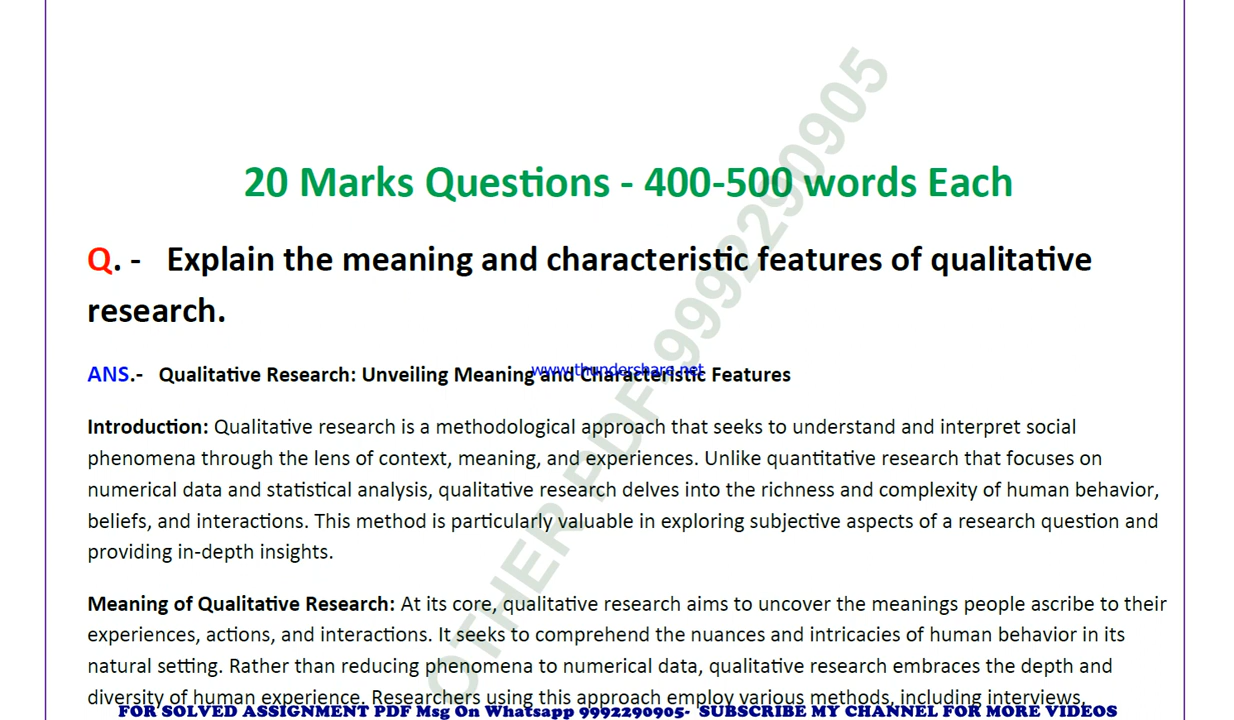 20 Marks Questions - 400-500 words Each
Q. - Explain the meaning and characteristic features of qualitative
research.
www.thundershare.net
ANS.- Qualitative Research: Unveiling Meaning and Characteristic Features
Introduction: Qualitative research is a methodological approach that seeks to understand and interpret social
phenomena through the lens of context, meaning, and experiences. Unlike quantitative research that focuses on
numerical data and statistical analysis, qualitative research delves into the richness and complexity of human behavior,
beliefs, and interactions. This method is particularly valuable in exploring subjective aspects of a research question and
providing in-depth insights.
Meaning of Qualitative Research: At its core, qualitative research aims to uncover the meanings people ascribe to their
experiences, actions, and interactions. It seeks to comprehend the nuances and intricacies of human behavior in its
natural setting. Rather than reducing phenomena to numerical data, qualitative research embraces the depth and
diversity of human experience. Researchers using this approach employ various methods, including interviews,
FOR SOLVED ASSIGNMENT PDF Msg On Whatsapp 9992290905- SUBSCRIBE MY CHANNEL FOR MORE VIDEOS
OTHER PDF-9992290905